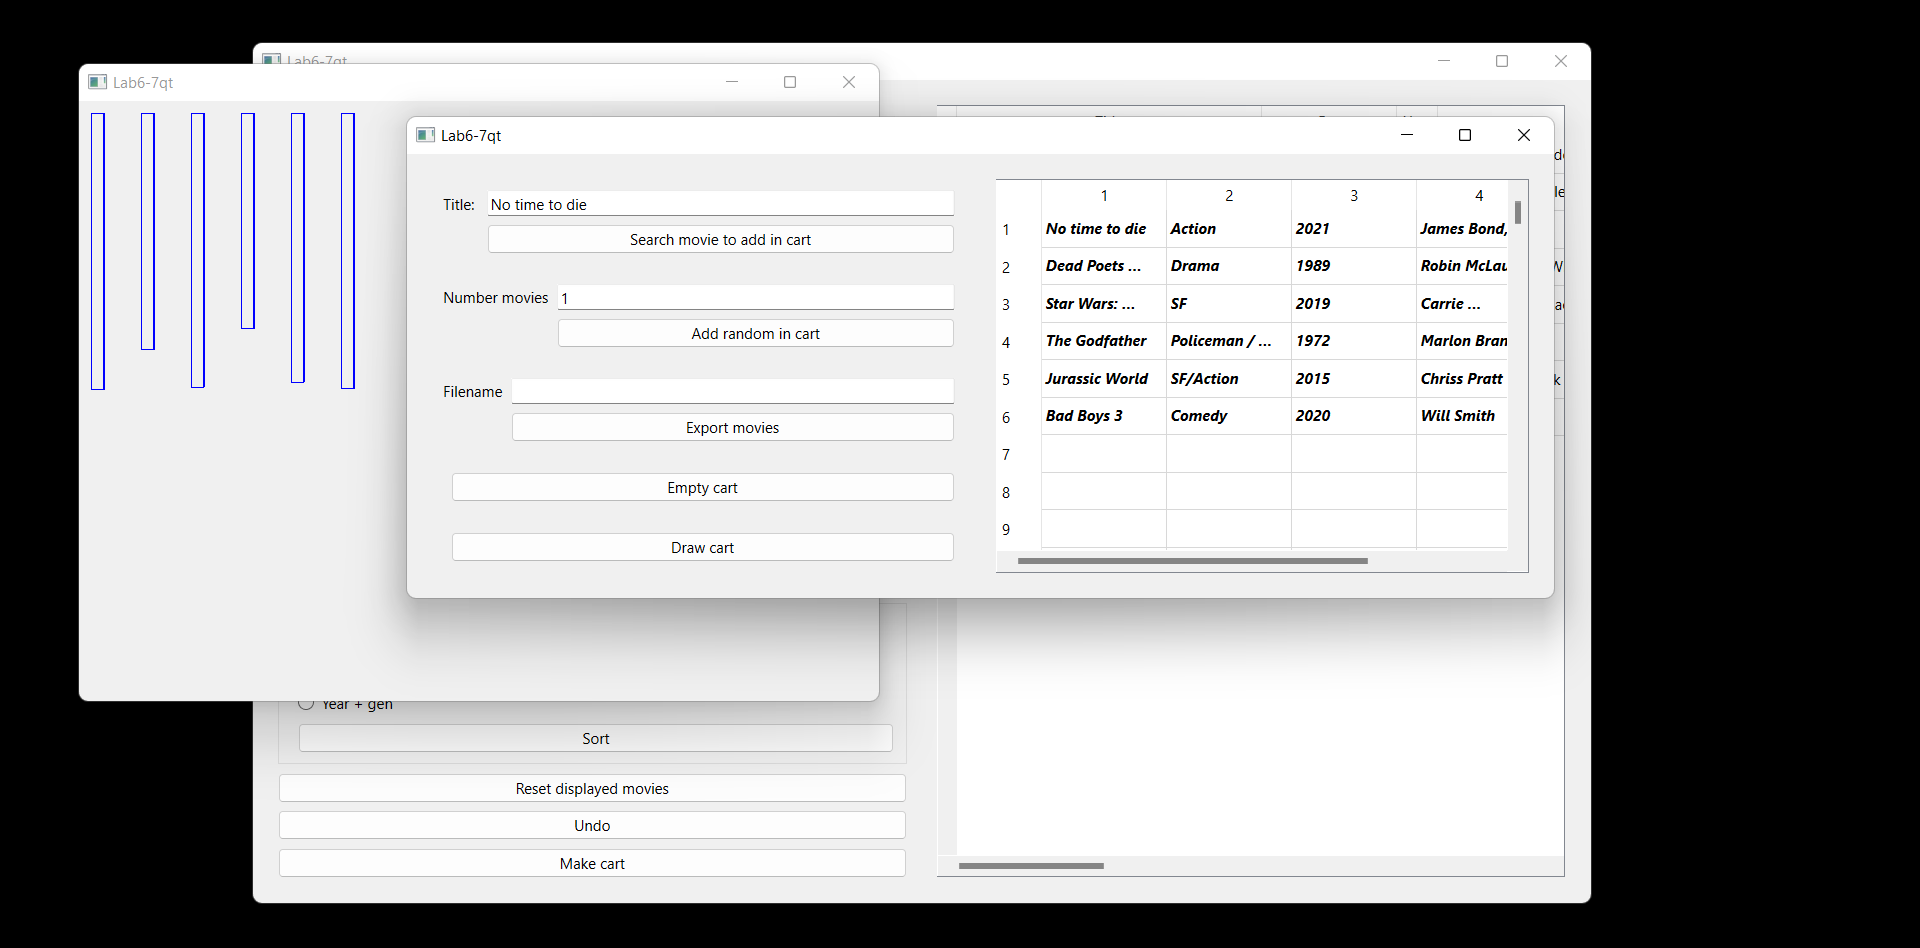 Lab6-7qt
Lab6-7qt
Lab6-7qt
Title: No time to die
Search movie to add in cart
Number movies 1
Add random in cart
Filename
Export movies
Empty cart
Draw cart
1 2 3 4
1 No time to die Action 2021 James Bond,
2 Dead Poets ... Drama 1989 Robin McLau
3 Star Wars: ... SF 2019 Carrie ...
4 The Godfather Policeman / ... 1972 Marlon Bran
5 Jurassic World SF/Action 2015 Chriss Pratt
6 Bad Boys 3 Comedy 2020 Will Smith
7
8
9
Year + gen
Sort
Reset displayed movies
Undo
Make cart